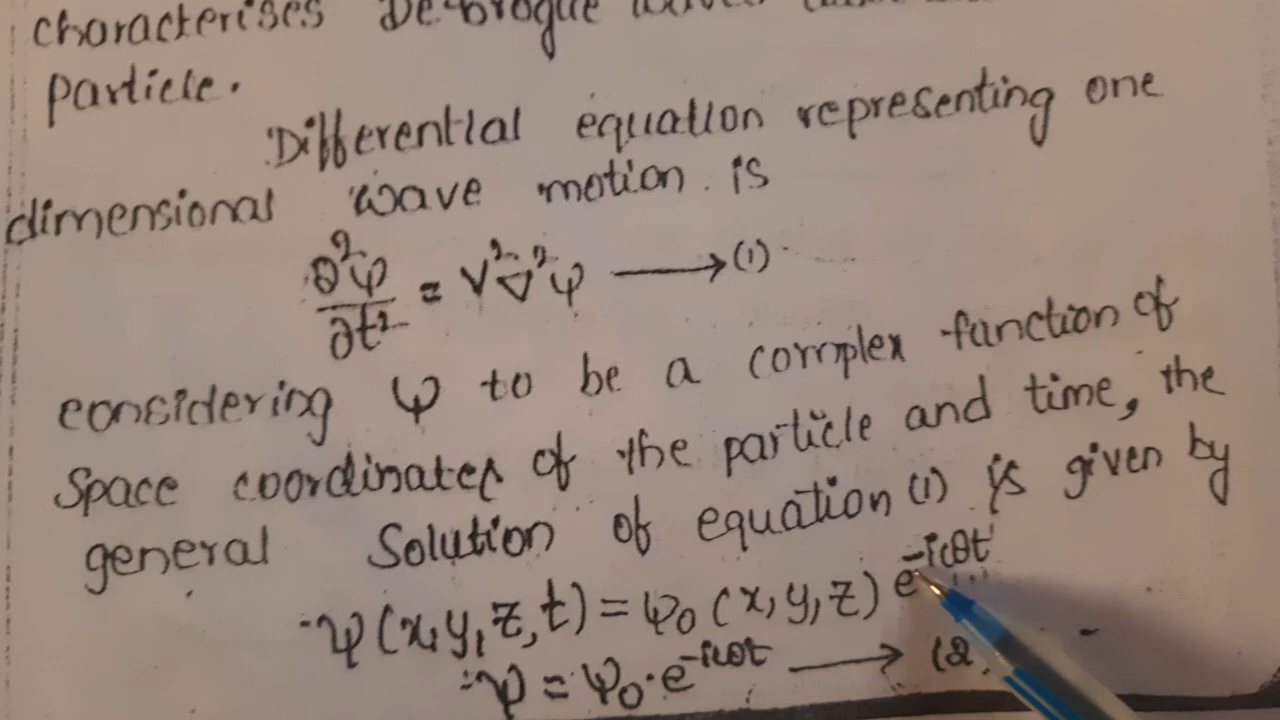 characterises De-Brogue waves
particle.
Differential equation representing one
dimensional wave motion is
∂²ψ/∂t² = V²∇²ψ ⟶(1)
considering ψ to be a complex function of
Space coordinates of the particle and time, the
general Solution of equation (1) is given by
ψ(x,y,z,t) = ψ₀(x,y,z) e^-iωt
ψ = ψ₀.e^-iωt ⟶ (2